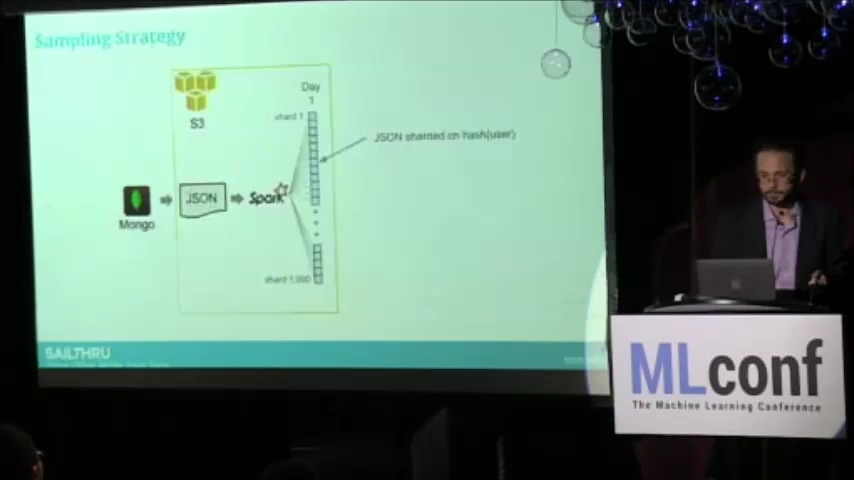 Sampling Strategy
S3
Day
1
shard 1
JSON sharded on hash(user)
Mongo
JSON
Spark
shard 1,000
SAILTHRU
MLconf
The Machine Learning Conference